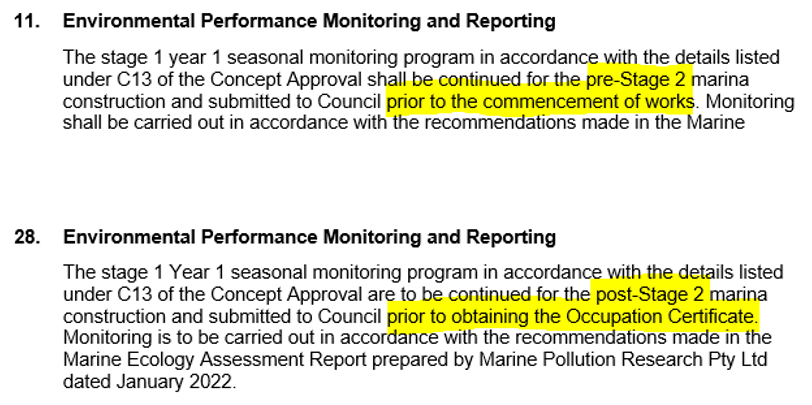 11. Environmental Performance Monitoring and Reporting
The stage 1 year 1 seasonal monitoring program in accordance with the details listed
under C13 of the Concept Approval shall be continued for the pre-Stage 2 marina
construction and submitted to Council prior to the commencement of works. Monitoring
shall be carried out in accordance with the recommendations made in the Marine
28. Environmental Performance Monitoring and Reporting
The stage 1 Year 1 seasonal monitoring program in accordance with the details listed
under C13 of the Concept Approval are to be continued for the post-Stage 2 marina
construction and submitted to Council prior to obtaining the Occupation Certificate.
Monitoring is to be carried out in accordance with the recommendations made in the
Marine Ecology Assessment Report prepared by Marine Pollution Research Pty Ltd
dated January 2022.